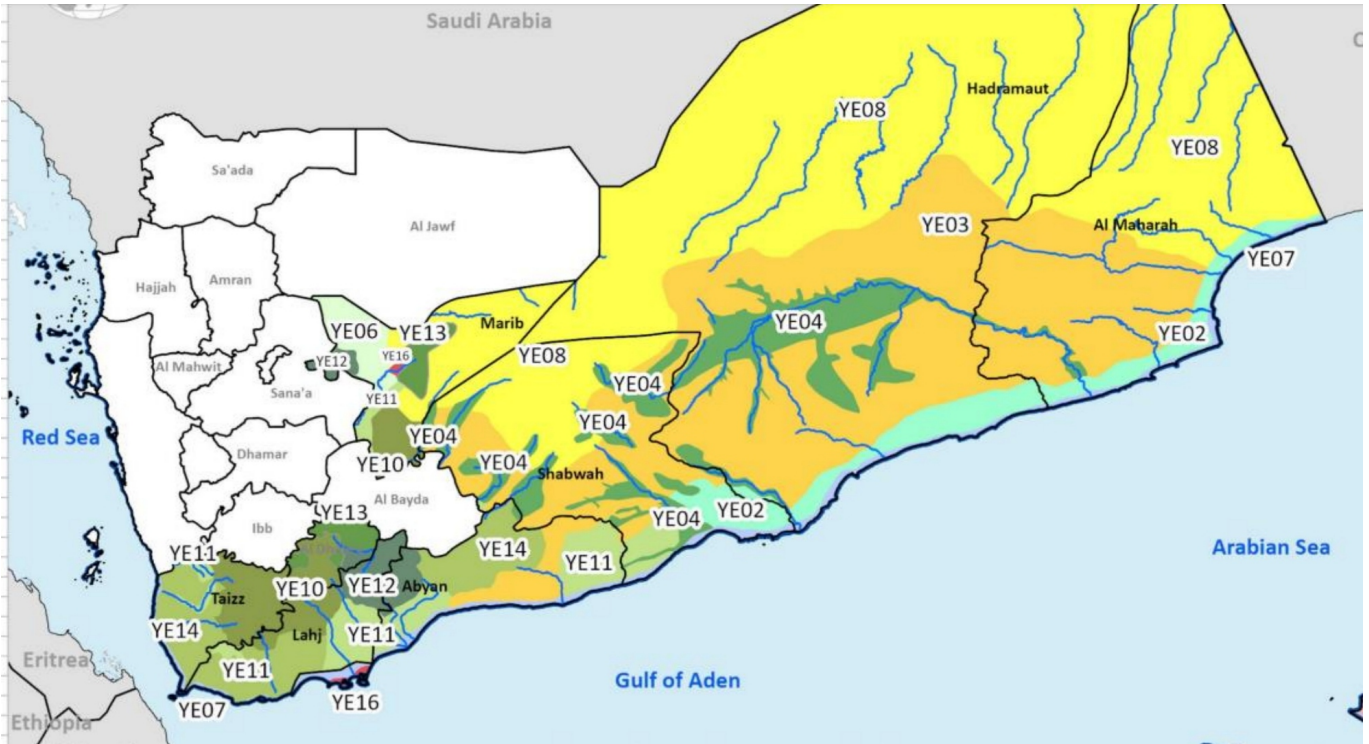 Saudi Arabia
Hadramaut
YE08
YE08
Sa'ada
YE03
Al Maharah
Al Jawf
YE07
Hajjah
Amran
YE04
Marib
YE06
YE13
YE02
YE08
YE16
YE12
Al Mahwit
Sana'a
YE11
YE04
YE04
Red Sea
YE04
Dhamar
YE10
YE04
Shabwah
Al Bayda
YE13
YE02
YE04
Ibb
YE14
Arabian Sea
YE11
YE11
YE10
YE12
Abyan
Taizz
YE14
Lahj
YE11
Eritrea
YE11
Gulf of Aden
YE07
YE16
Ethiopia